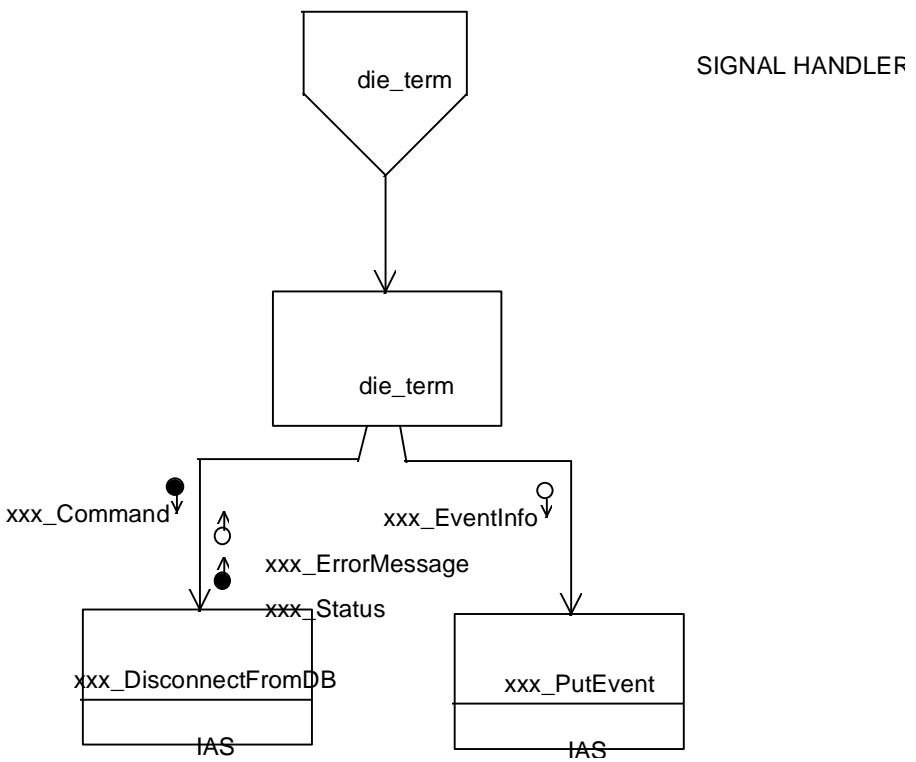 die_term
SIGNAL HANDLER
die_term
xxx_Command
xxx_EventInfo
xxx_ErrorMessage
xxx_Status
xxx_DisconnectFromDB
xxx_PutEvent
IAS
IAS